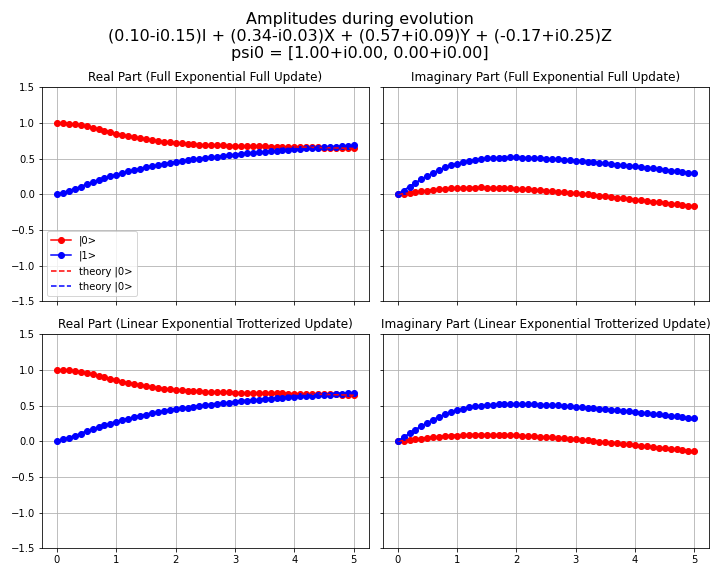 Amplitudes during evolution
(0.10-i0.15)I + (0.34-i0.03)X + (0.57+i0.09)Y + (-0.17+i0.25)Z
psi0 = [1.00+i0.00, 0.00+i0.00]
Real Part (Full Exponential Full Update)
Imaginary Part (Full Exponential Full Update)
1.5
1.0
0.5
0.0
−0.5
−1.0
−1.5
|0>
|1>
theory |0>
theory |0>
Real Part (Linear Exponential Trotterized Update)
Imaginary Part (Linear Exponential Trotterized Update)
1.5
1.0
0.5
0.0
−0.5
−1.0
−1.5
0 1 2 3 4 5
0 1 2 3 4 5